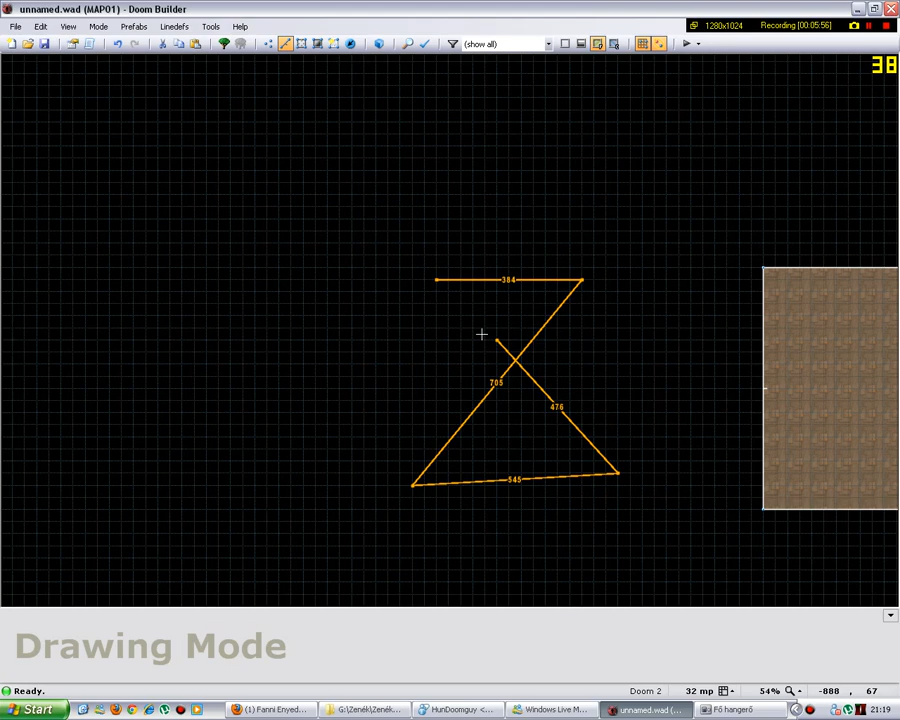 unnamed.wad (MAP01) - Doom Builder
File Edit View Mode Prefabs Linedefs Tools Help
1280x1024 Recording [00:05:56]
(show all)
38
384
705
476
545
Drawing Mode
Ready. Doom 2 32 mp 54% -888 , 67
Start (1) Fanni Enyed... G:\Zenék\Zenék... HunDoomguy <... Windows Live M... unnamed.wad (... Fő hangerő 21:19